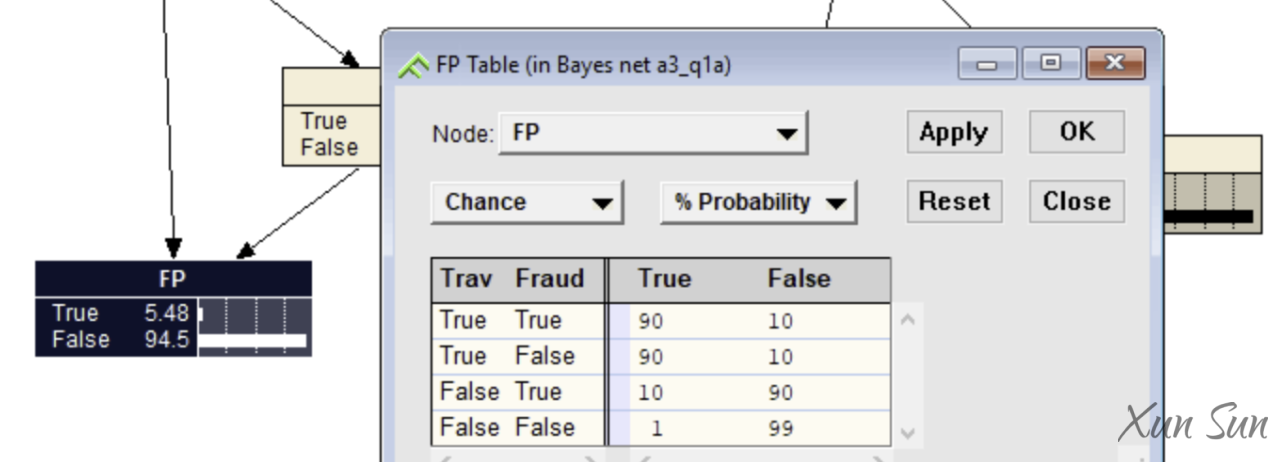 FP Table (in Bayes net a3_q1a)
True
False
Node: FP
Apply OK
Chance % Probability Reset Close
FP
True 5.48
False 94.5
Trav Fraud True False
True True 90 10
True False 90 10
False True 10 90
False False 1 99
Xun Sun